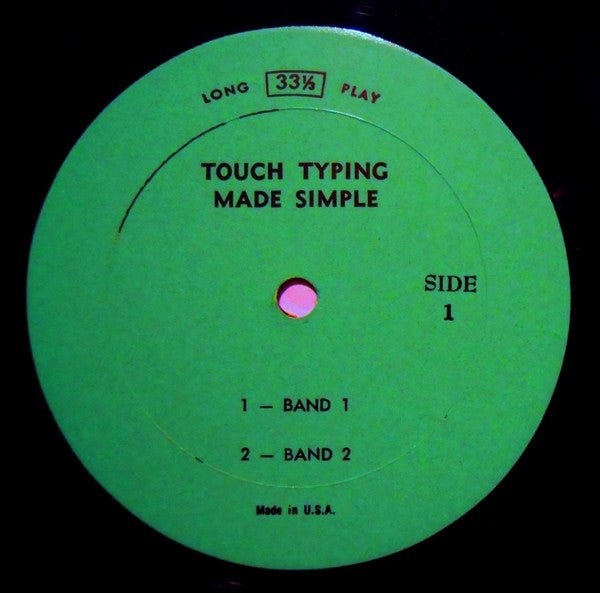 LONG 33⅓ PLAY
TOUCH TYPING
MADE SIMPLE
SIDE
1
1 — BAND 1
2 — BAND 2
Made in U.S.A.